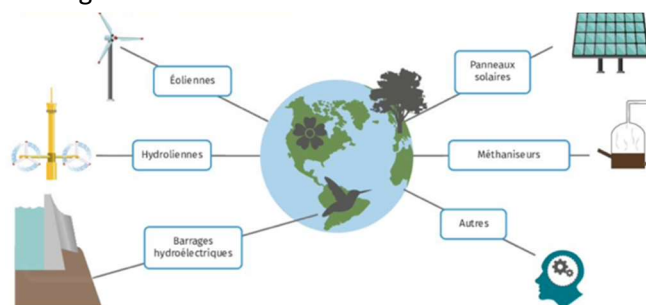 Éoliennes
Panneaux
solaires
Hydroliennes
Méthaniseurs
Barrages
hydroélectriques
Autres